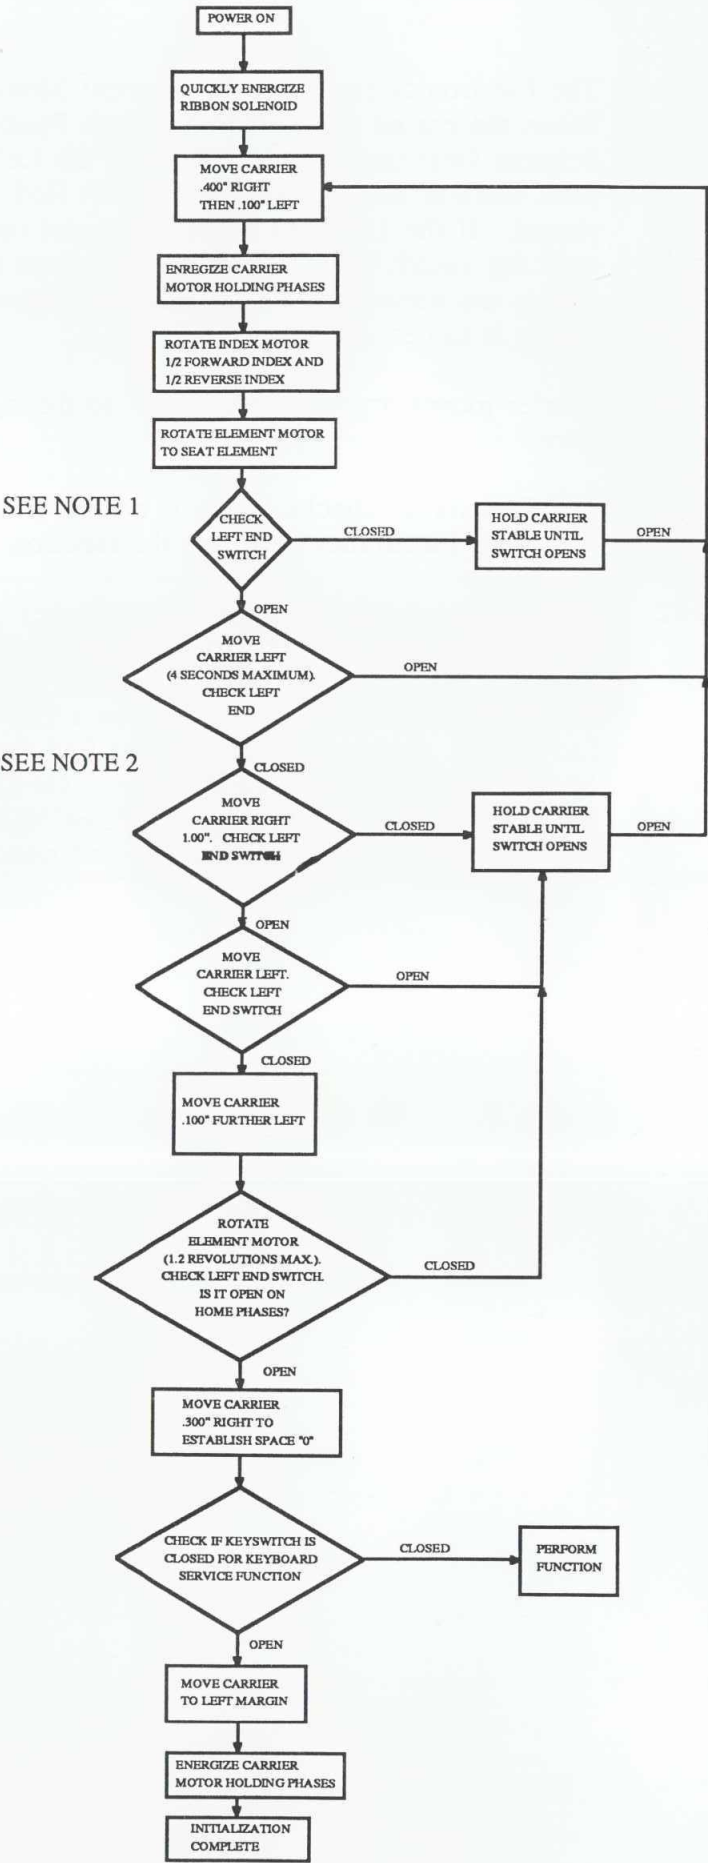 POWER ON
QUICKLY ENERGIZE
RIBBON SOLENOID
MOVE CARRIER
.400" RIGHT
THEN .100" LEFT
ENREGIZE CARRIER
MOTOR HOLDING PHASES
ROTATE INDEX MOTOR
1/2 FORWARD INDEX AND
1/2 REVERSE INDEX
ROTATE ELEMENT MOTOR
TO SEAT ELEMENT
SEE NOTE 1
CHECK
LEFT END
SWITCH
CLOSED
HOLD CARRIER
STABLE UNTIL
SWITCH OPENS
OPEN
OPEN
MOVE
CARRIER LEFT
(4 SECONDS MAXIMUM).
CHECK LEFT
END
OPEN
SEE NOTE 2
CLOSED
MOVE
CARRIER RIGHT
1.00". CHECK LEFT
END SWITCH
CLOSED
HOLD CARRIER
STABLE UNTIL
SWITCH OPENS
OPEN
OPEN
MOVE
CARRIER LEFT.
CHECK LEFT
END SWITCH
OPEN
CLOSED
MOVE CARRIER
.100" FURTHER LEFT
ROTATE
ELEMENT MOTOR
(1.2 REVOLUTIONS MAX.).
CHECK LEFT END SWITCH.
IS IT OPEN ON
HOME PHASES?
CLOSED
OPEN
MOVE CARRIER
.300" RIGHT TO
ESTABLISH SPACE "0"
CHECK IF KEYSWITCH IS
CLOSED FOR KEYBOARD
SERVICE FUNCTION
CLOSED
PERFORM
FUNCTION
OPEN
MOVE CARRIER
TO LEFT MARGIN
ENERGIZE CARRIER
MOTOR HOLDING PHASES
INITIALIZATION
COMPLETE